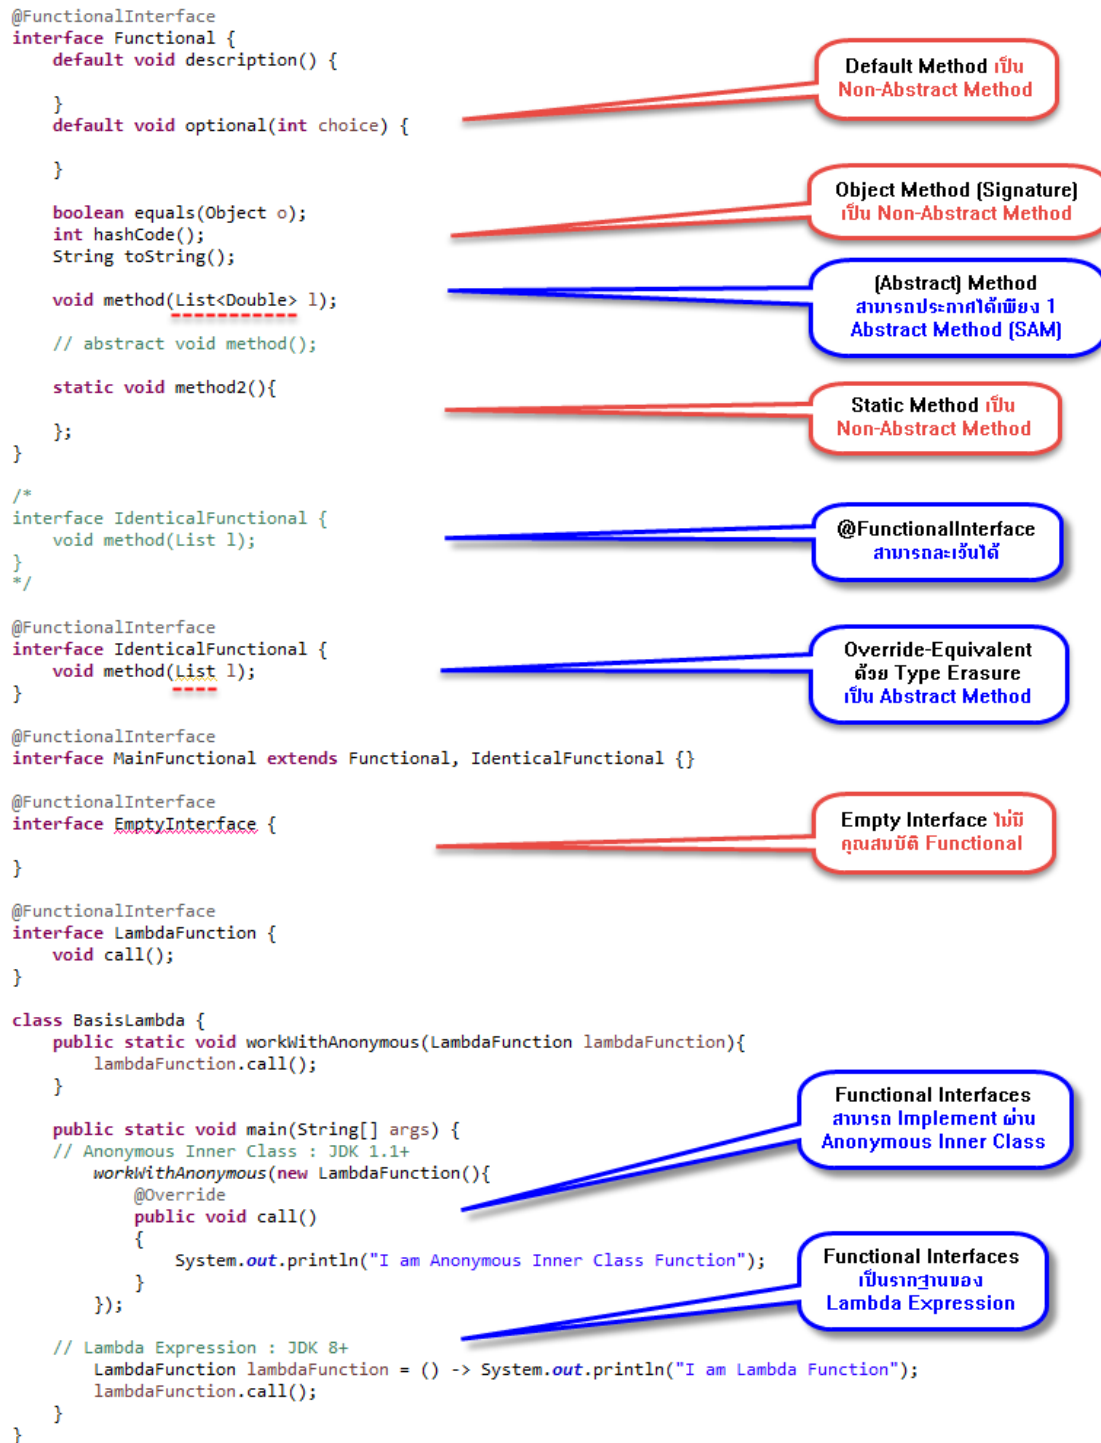 @FunctionalInterface
interface Functional {
    default void description() {

    }
    default void optional(int choice) {

    }

    boolean equals(Object o);
    int hashCode();
    String toString();

    void method(List<Double> l);

    // abstract void method();

    static void method2(){

    };
}

/*
interface IdenticalFunctional {
    void method(List l);
}
*/

@FunctionalInterface
interface IdenticalFunctional {
    void method(List l);
}

@FunctionalInterface
interface MainFunctional extends Functional, IdenticalFunctional {}

@FunctionalInterface
interface EmptyInterface {

}

@FunctionalInterface
interface LambdaFunction {
    void call();
}

class BasisLambda {
    public static void workWithAnonymous(LambdaFunction lambdaFunction){
        lambdaFunction.call();
    }

    public static void main(String[] args) {
    // Anonymous Inner Class : JDK 1.1+
        workWithAnonymous(new LambdaFunction(){
            @Override
            public void call()
            {
                System.out.println("I am Anonymous Inner Class Function");
            }
        });

    // Lambda Expression : JDK 8+
        LambdaFunction lambdaFunction = () -> System.out.println("I am Lambda Function");
        lambdaFunction.call();
    }
}
Default Method เป็น
Non-Abstract Method
Object Method (Signature)
เป็น Non-Abstract Method
(Abstract) Method
สามารถประกาศได้เพียง 1
Abstract Method (SAM)
Static Method เป็น
Non-Abstract Method
@FunctionalInterface
สามารถละเว้นได้
Override-Equivalent
ด้วย Type Erasure
เป็น Abstract Method
Empty Interface ไม่มี
คุณสมบัติ Functional
Functional Interfaces
สามารถ Implement ผ่าน
Anonymous Inner Class
Functional Interfaces
เป็นรากฐานของ
Lambda Expression